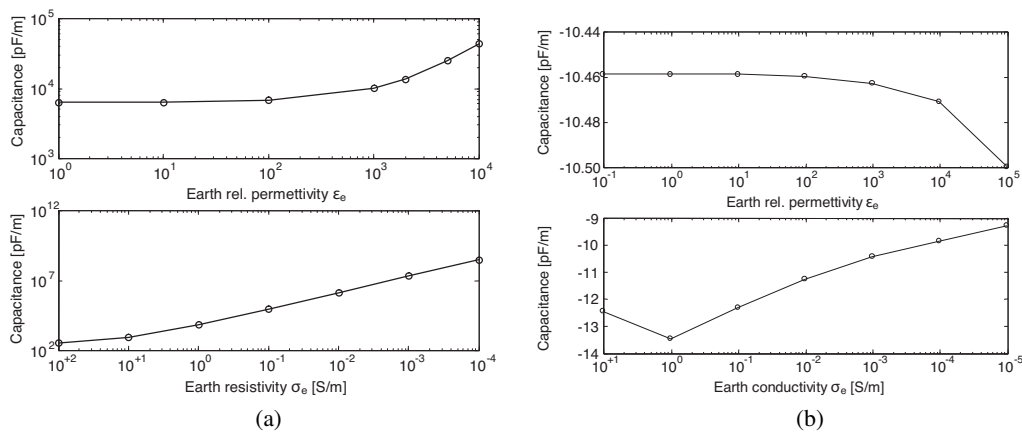 10^5
10^4
10^3
Capacitance [pF/m]
10^0 10^1 10^2 10^3 10^4
Earth rel. permettivity ε_e
10^12
10^7
10^2
Capacitance [pF/m]
10^+2 10^+1 10^0 10^-1 10^-2 10^-3 10^-4
Earth resistivity σ_e [S/m]
(a)
-10.44
-10.46
-10.48
-10.50
Capacitance [pF/m]
10^-1 10^0 10^1 10^2 10^3 10^4 10^5
Earth rel. permettivity ε_e
-9
-10
-11
-12
-13
-14
Capacitance [pF/m]
10^+1 10^0 10^-1 10^-2 10^-3 10^-4 10^-5
Earth conductivity σ_e [S/m]
(b)